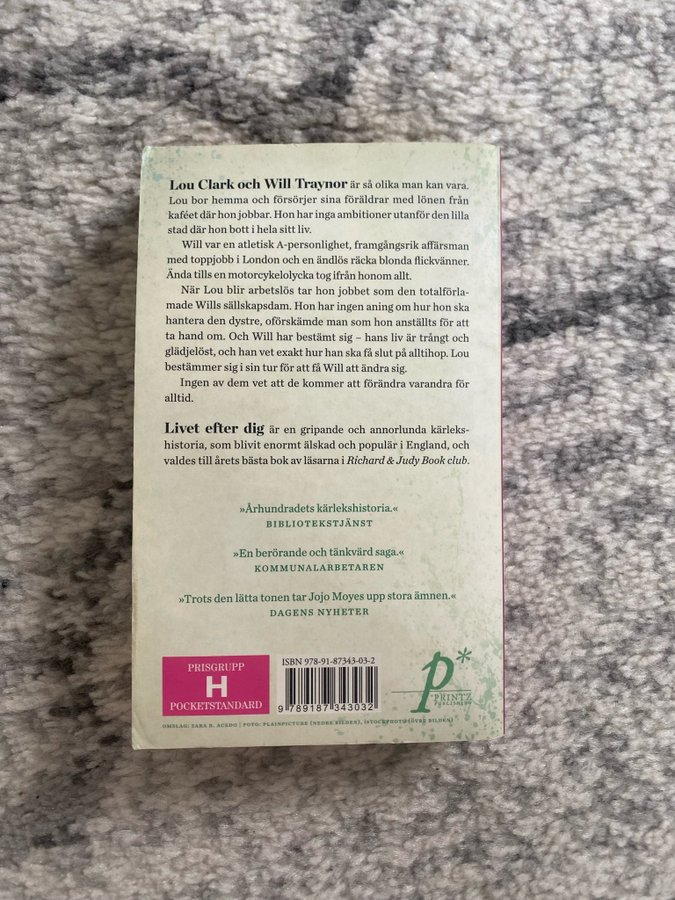 Lou Clark och Will Traynor är så olika man kan vara.
Lou bor hemma och försörjer sina föräldrar med lönen från
kaféet där hon jobbar. Hon har inga ambitioner utanför den lilla
stad där hon bott i hela sitt liv.
Will var en atletisk A-personlighet, framgångsrik affärsman
med toppjobb i London och en ändlös räcka blonda flickvänner.
Ända tills en motorcykelolycka tog ifrån honom allt.
När Lou blir arbetslös tar hon jobbet som den totalförla-
made Wills sällskapsdam. Hon har ingen aning om hur hon ska
hantera den dystre, oförskämde man som hon anställts för att
ta hand om. Och Will har bestämt sig – hans liv är trångt och
glädjelöst, och han vet exakt hur han ska få slut på alltihop. Lou
bestämmer sig i sin tur för att få Will att ändra sig.
Ingen av dem vet att de kommer att förändra varandra för
alltid.
Livet efter dig är en gripande och annorlunda kärleks-
historia, som blivit enormt älskad och populär i England, och
valdes till årets bästa bok av läsarna i Richard & Judy Book club.
»Århundradets kärlekshistoria.«
BIBLIOTEKSTJÄNST
»En berörande och tänkvärd saga.«
KOMMUNALARBETAREN
»Trots den lätta tonen tar Jojo Moyes upp stora ämnen.«
DAGENS NYHETER
PRISGRUPP
H
POCKETSTANDARD
ISBN 978-91-87343-03-2
9 789187 343032
p*
PRINTZ
PUBLISHING
OMSLAG: SARA R. ACEDO | FOTO: PLAINPICTURE (NEDRE BILDEN), ISTOCKPHOTO (ÖVRE BILDEN)